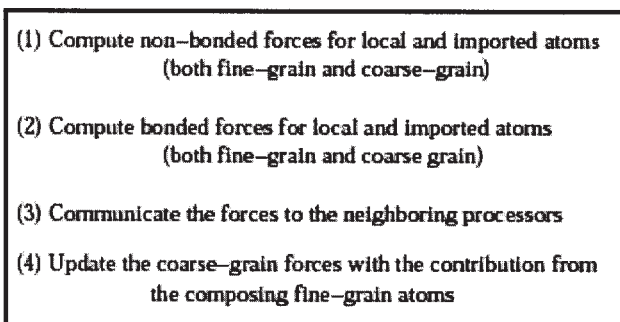 (1) Compute non–bonded forces for local and imported atoms
(both fine–grain and coarse–grain)
(2) Compute bonded forces for local and imported atoms
(both fine–grain and coarse grain)
(3) Communicate the forces to the neighboring processors
(4) Update the coarse–grain forces with the contribution from
the composing fine–grain atoms